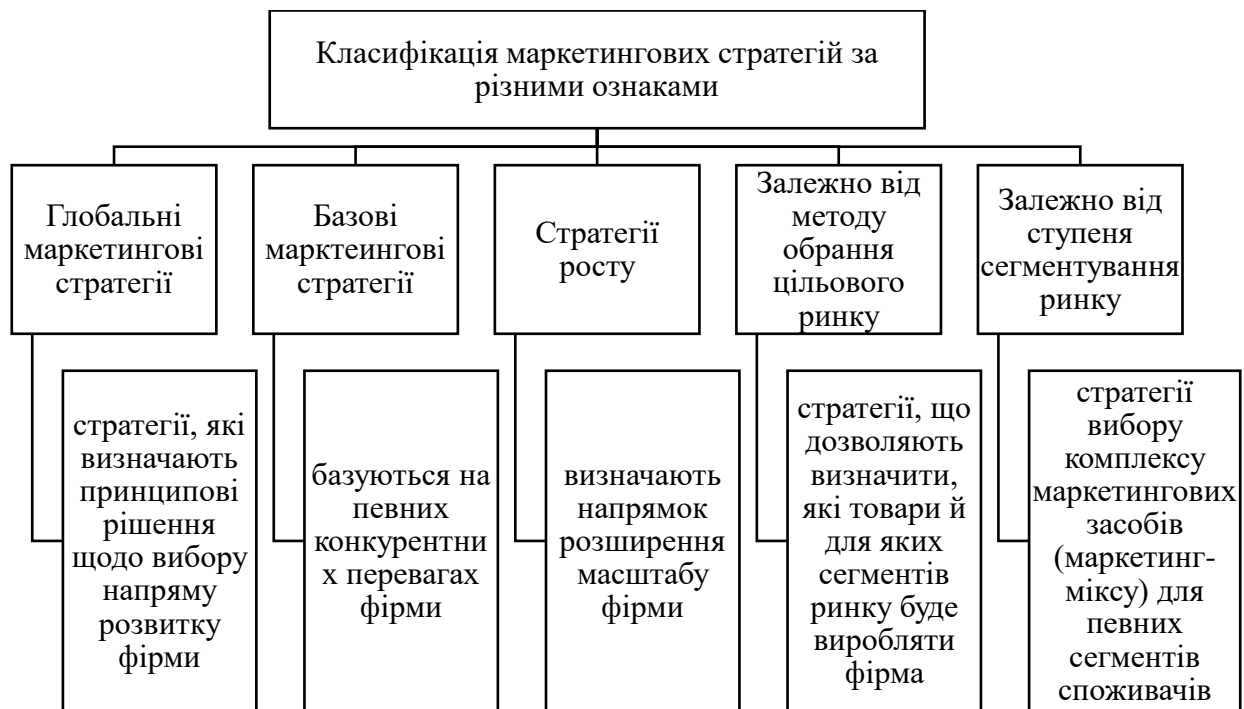 Класифікація маркетингових стратегій за
різними ознаками
Глобальні
маркетингові
стратегії
Базові
марктеингові
стратегії
Стратегії
росту
Залежно від
методу
обрання
цільового
ринку
Залежно від
ступеня
сегментування
ринку
стратегії, які
визначають
принципові
рішення
щодо вибору
напряму
розвитку
фірми
базуються на
певних
конкурентни
х перевагах
фірми
визначають
напрямок
розширення
масштабу
фірми
стратегії, що
дозволяють
визначити,
які товари й
для яких
сегментів
ринку буде
виробляти
фірма
стратегії
вибору
комплексу
маркетингових
засобів
(маркетинг-
міксу) для
певних
сегментів
споживачів